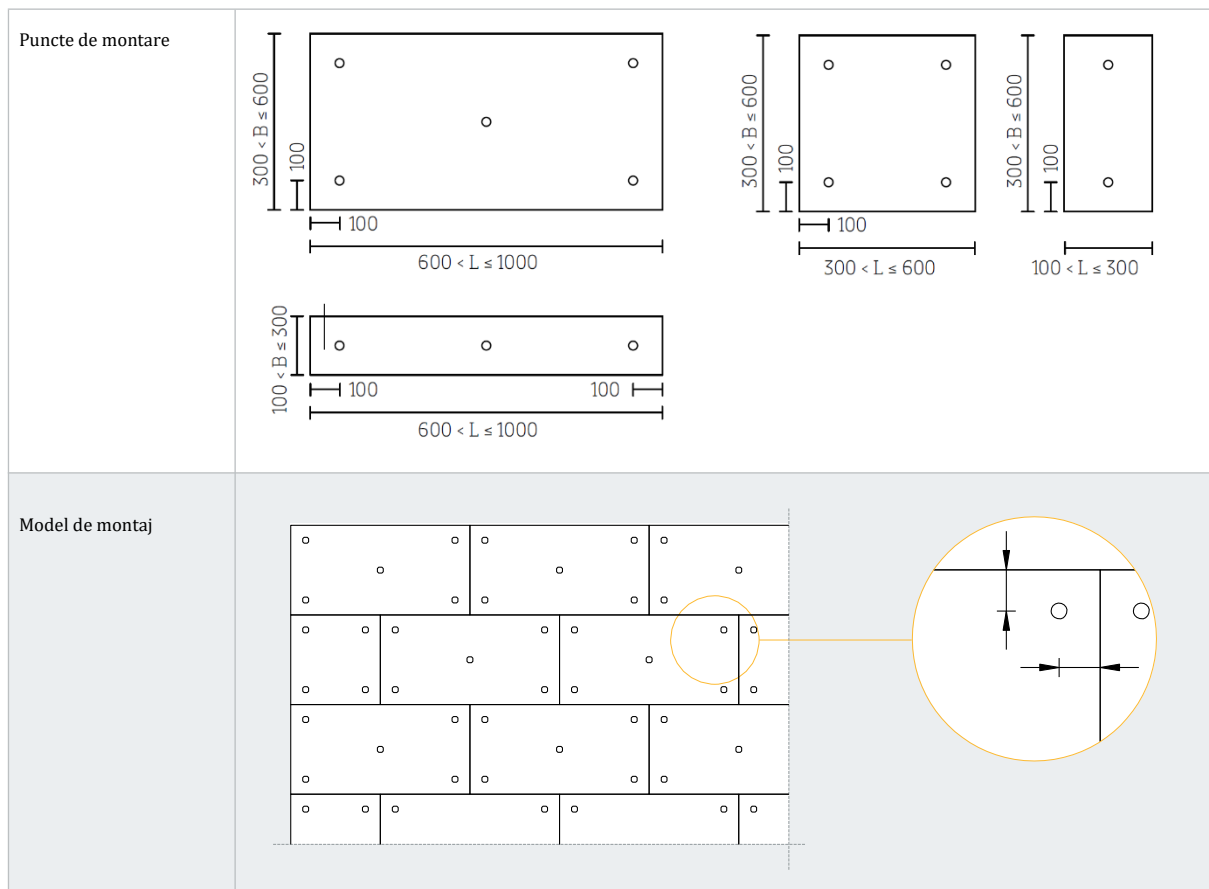 Puncte de montare
300 < B ≤ 600
100
100
600 < L ≤ 1000
300 < B ≤ 600
100
100
300 < L ≤ 600
300 < B ≤ 600
100
100 < L ≤ 300
100 < B ≤ 300
100
100
600 < L ≤ 1000
Model de montaj